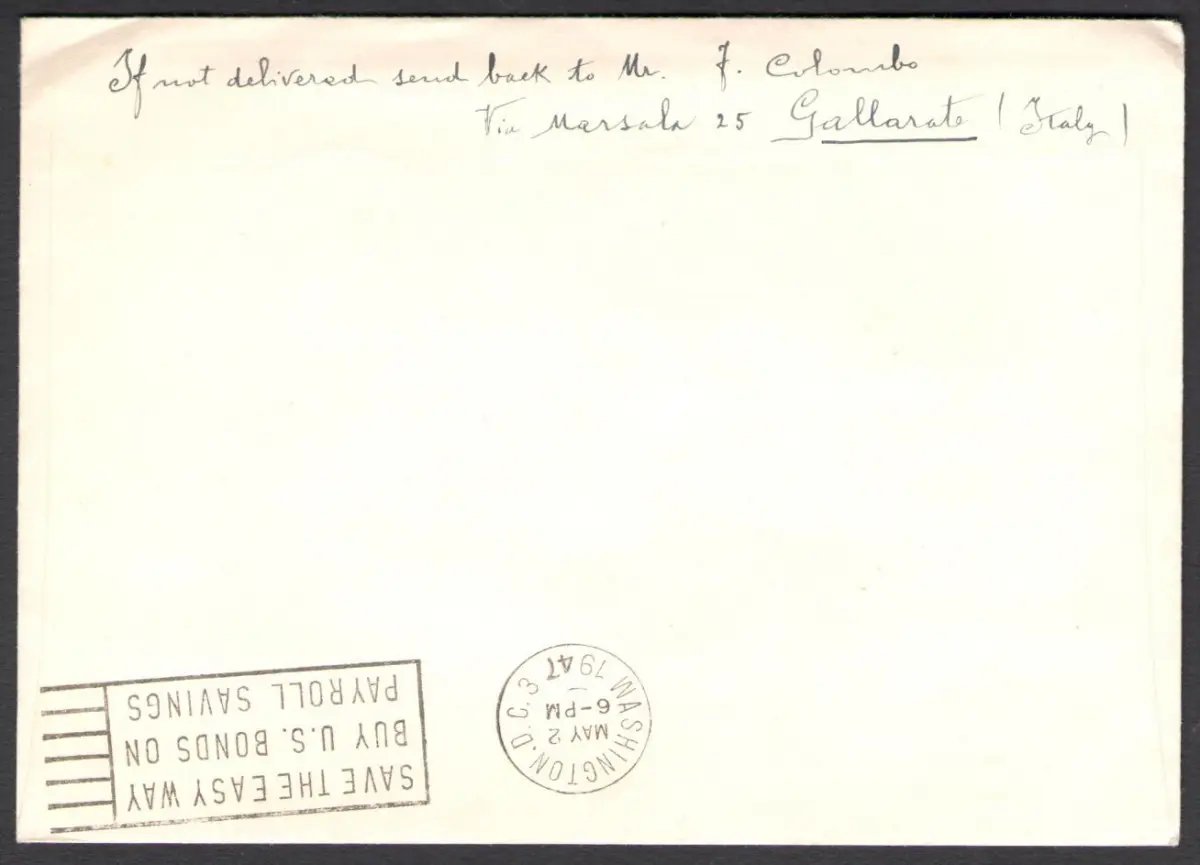 If not delivered send back to Mr. F. Colombo
Via Marsala 25 Gallarate (Italy)
WASHINGTON, D.C. 3
MAY 2
6-PM
1947
SAVE THE EASY WAY
BUY U.S. BONDS ON
PAYROLL SAVINGS